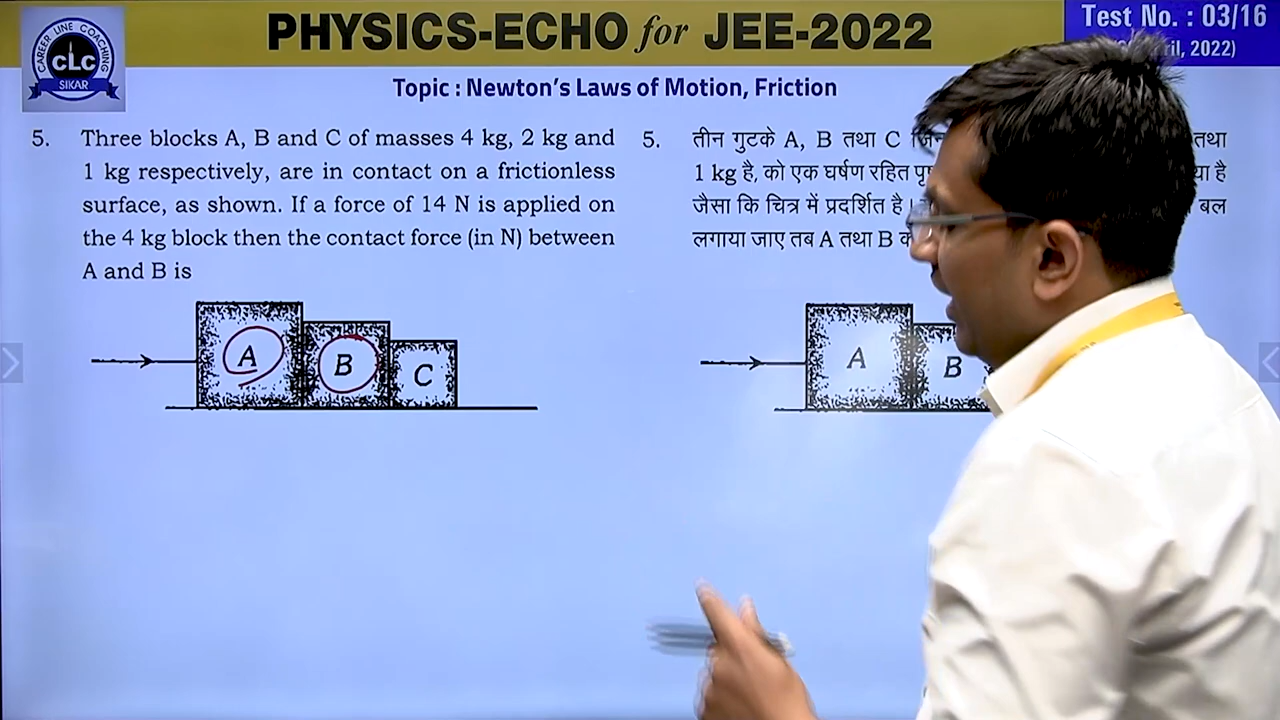 PHYSICS-ECHO for JEE-2022
Test No. : 03/16
2022)
CAREER LINE COACHING
CLC
SIKAR
Topic : Newton's Laws of Motion, Friction
5. Three blocks A, B and C of masses 4 kg, 2 kg and
1 kg respectively, are in contact on a frictionless
surface, as shown. If a force of 14 N is applied on
the 4 kg block then the contact force (in N) between
A and B is
A B C
5. तीन गुटके A, B तथा C तथा
1 kg है, को एक घर्षण रहित है
जैसा कि चित्र में प्रदर्शित है। बल
लगाया जाए तब A तथा B
A B